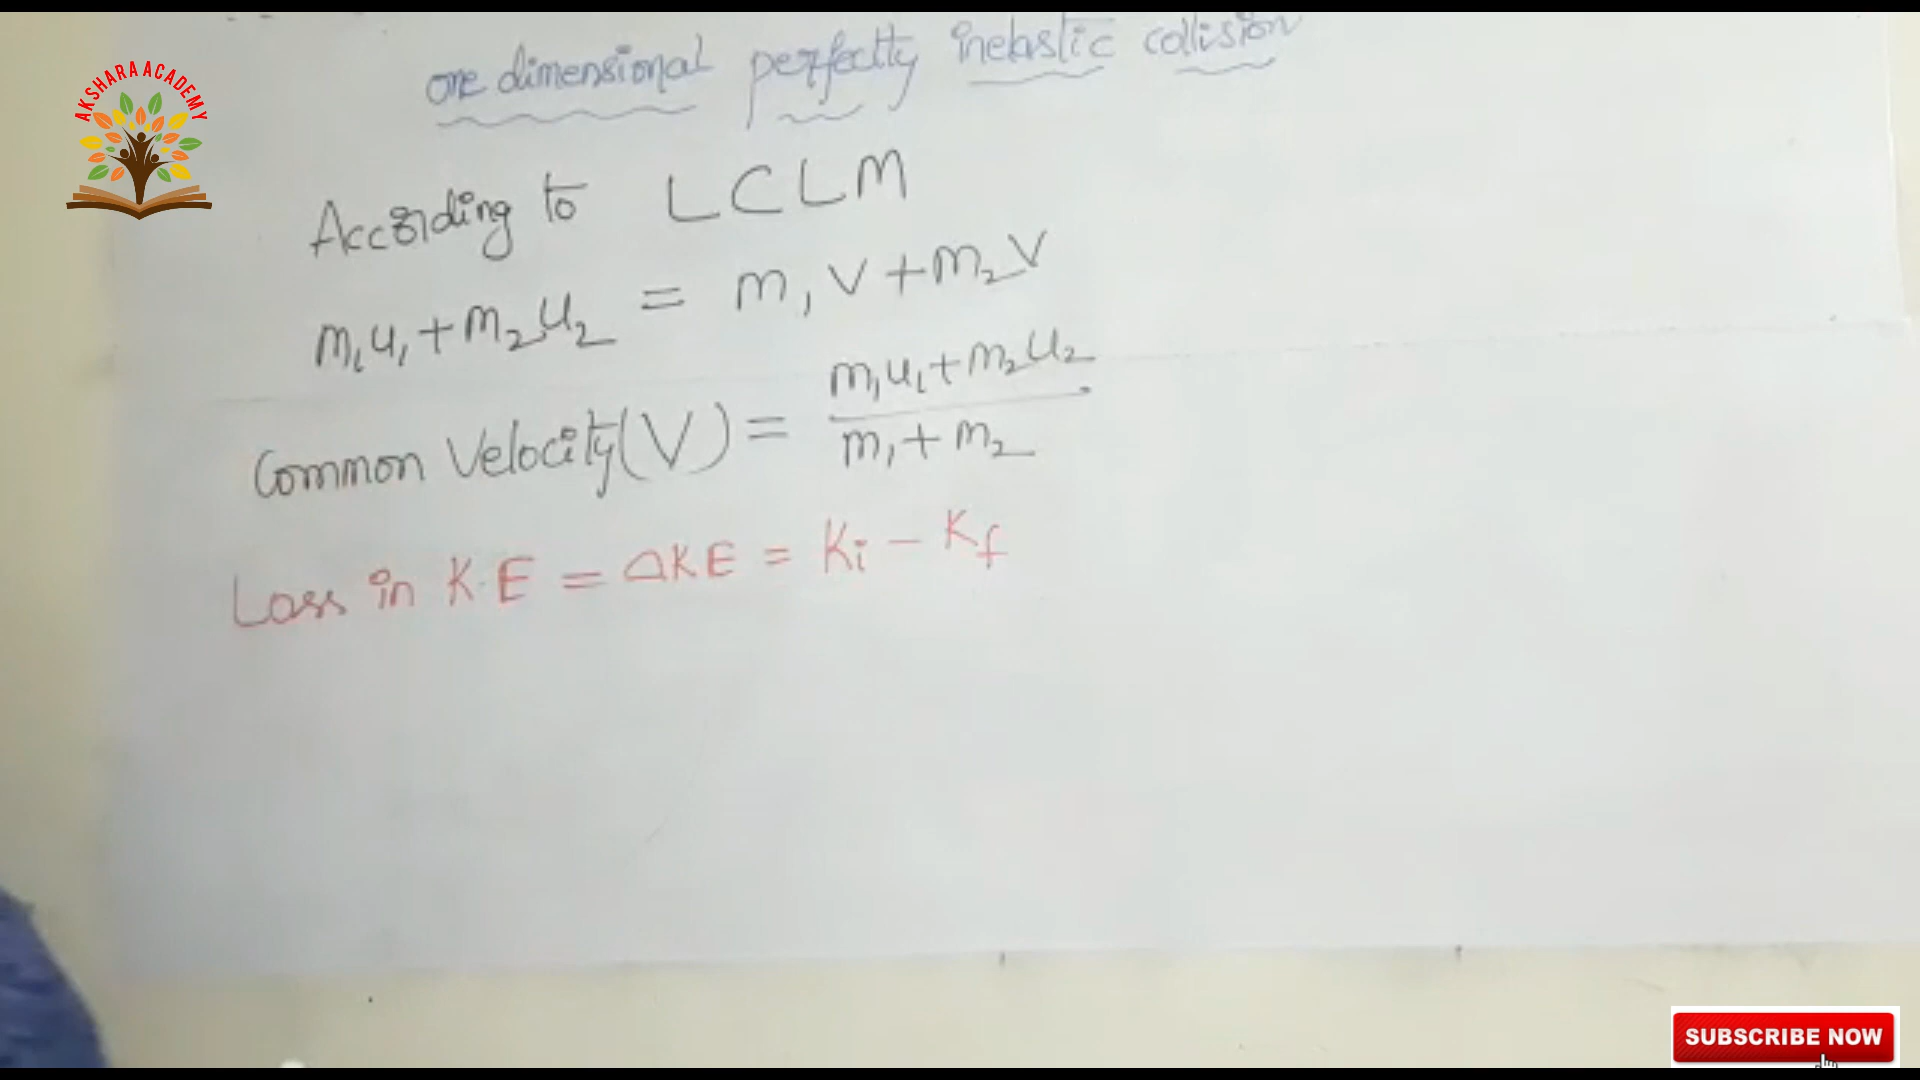 AKSHARA ACADEMY
one dimensional perfectly inelastic collision
According to LCLM
m₁u₁ + m₂u₂ = m₁V + m₂V
Common Velocity (V) = m₁u₁ + m₂u₂ / m₁ + m₂
Loss in K.E = ΔKE = Ki − Kf
SUBSCRIBE NOW